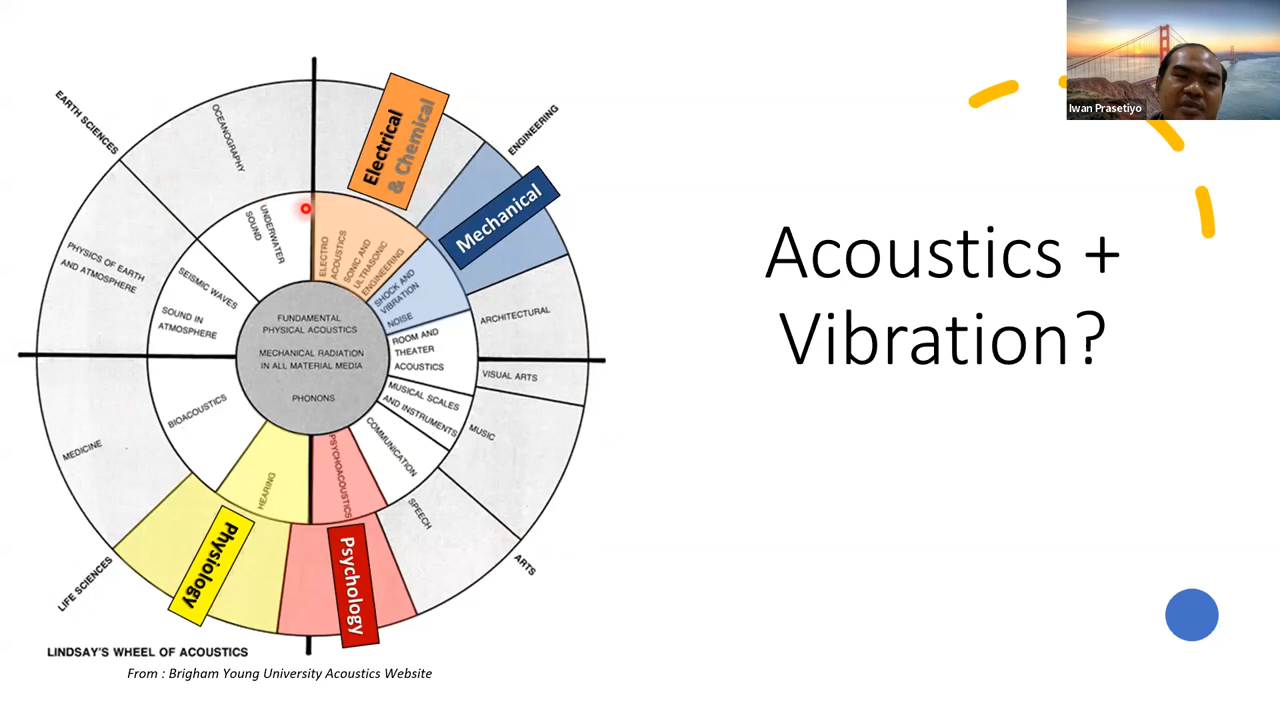 EARTH SCIENCES
OCEANOGRAPHY
Electrical
& Chemical
ENGINEERING
Mechanical
Iwan Prasetiyo
PHYSICS OF EARTH
AND ATMOSPHERE
UNDERWATER
SOUND
SEISMIC WAVES
SOUND IN
ATMOSPHERE
ELECTRO
ACOUSTICS
SONIC AND
ULTRASONIC
ENGINEERING
SHOCK AND
VIBRATION
NOISE
ARCHITECTURAL
ROOM AND
THEATER
ACOUSTICS
FUNDAMENTAL
PHYSICAL ACOUSTICS
MECHANICAL RADIATION
IN ALL MATERIAL MEDIA
PHONONS
VISUAL ARTS
MUSICAL SCALES
AND INSTRUMENTS
MUSIC
BIOACOUSTICS
MEDICINE
HEARING
PSYCHOACOUSTICS
COMMUNICATION
SPEECH
Physiology
Psychology
LIFE SCIENCES
ARTS
LINDSAY'S WHEEL OF ACOUSTICS
From : Brigham Young University Acoustics Website
Acoustics +
Vibration?